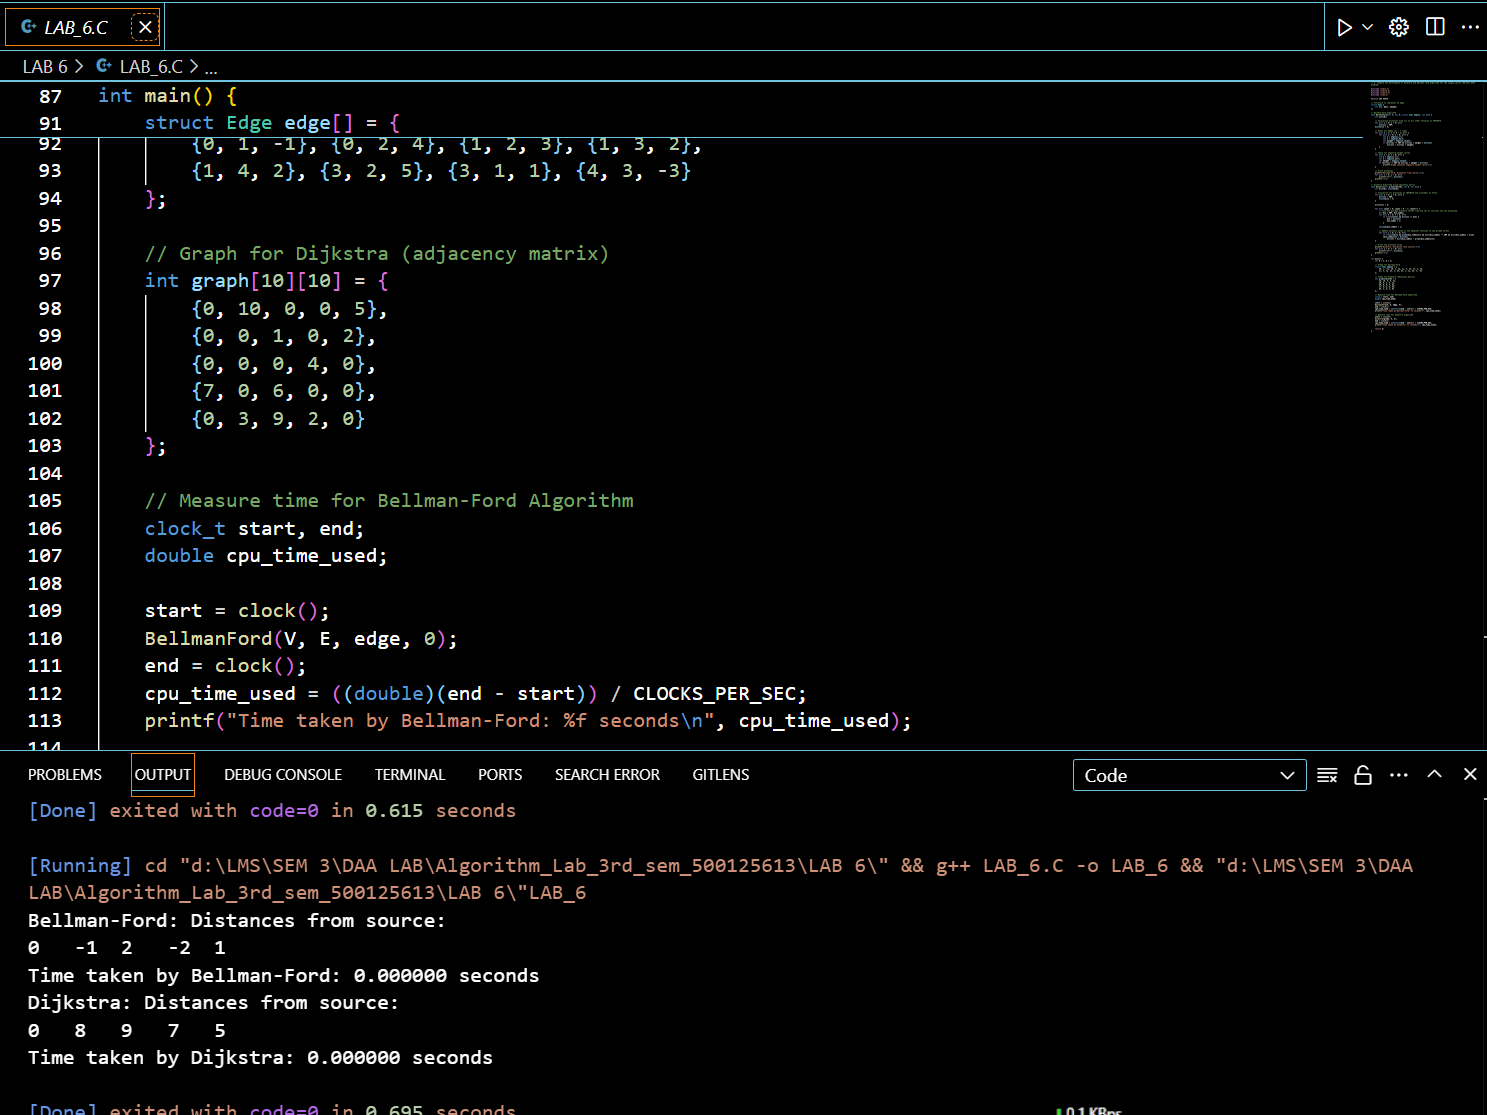 LAB_6.C
LAB 6 > LAB_6.C > ...
87 int main() {
91 struct Edge edge[] = {
92 {0, 1, -1}, {0, 2, 4}, {1, 2, 3}, {1, 3, 2},
93 {1, 4, 2}, {3, 2, 5}, {3, 1, 1}, {4, 3, -3}
94 };
95
96 // Graph for Dijkstra (adjacency matrix)
97 int graph[10][10] = {
98 {0, 10, 0, 0, 5},
99 {0, 0, 1, 0, 2},
100 {0, 0, 0, 4, 0},
101 {7, 0, 6, 0, 0},
102 {0, 3, 9, 2, 0}
103 };
104
105 // Measure time for Bellman-Ford Algorithm
106 clock_t start, end;
107 double cpu_time_used;
108
109 start = clock();
110 BellmanFord(V, E, edge, 0);
111 end = clock();
112 cpu_time_used = ((double)(end - start)) / CLOCKS_PER_SEC;
113 printf("Time taken by Bellman-Ford: %f seconds\n", cpu_time_used);
114
PROBLEMS OUTPUT DEBUG CONSOLE TERMINAL PORTS SEARCH ERROR GITLENS Code
[Done] exited with code=0 in 0.615 seconds
[Running] cd "d:\LMS\SEM 3\DAA LAB\Algorithm_Lab_3rd_sem_500125613\LAB 6\" && g++ LAB_6.C -o LAB_6 && "d:\LMS\SEM 3\DAA
LAB\Algorithm_Lab_3rd_sem_500125613\LAB 6\"LAB_6
Bellman-Ford: Distances from source:
0 -1 2 -2 1
Time taken by Bellman-Ford: 0.000000 seconds
Dijkstra: Distances from source:
0 8 9 7 5
Time taken by Dijkstra: 0.000000 seconds
[Done] exited with code=0 in 0.695 seconds
0.1 KBps